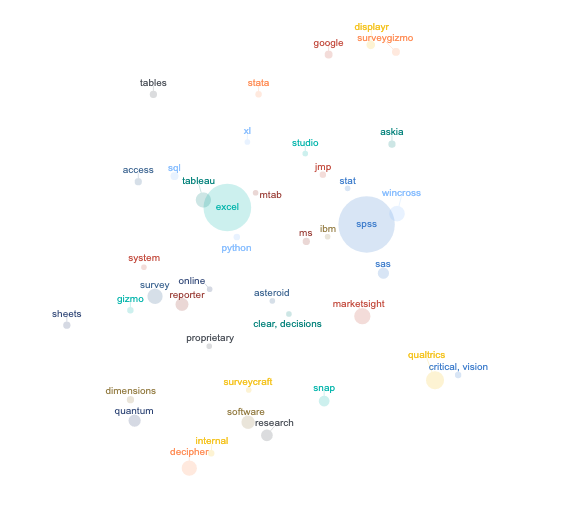 displayr
surveygizmo
google
tables
stata
xl
askia
studio
access
sql
jmp
tableau
stat
mtab
wincross
excel
spss
ms
ibm
python
system
sas
online
survey
reporter
asteroid
gizmo
marketsight
sheets
clear, decisions
proprietary
qualtrics
critical, vision
surveycraft
snap
dimensions
quantum
software
research
internal
decipher